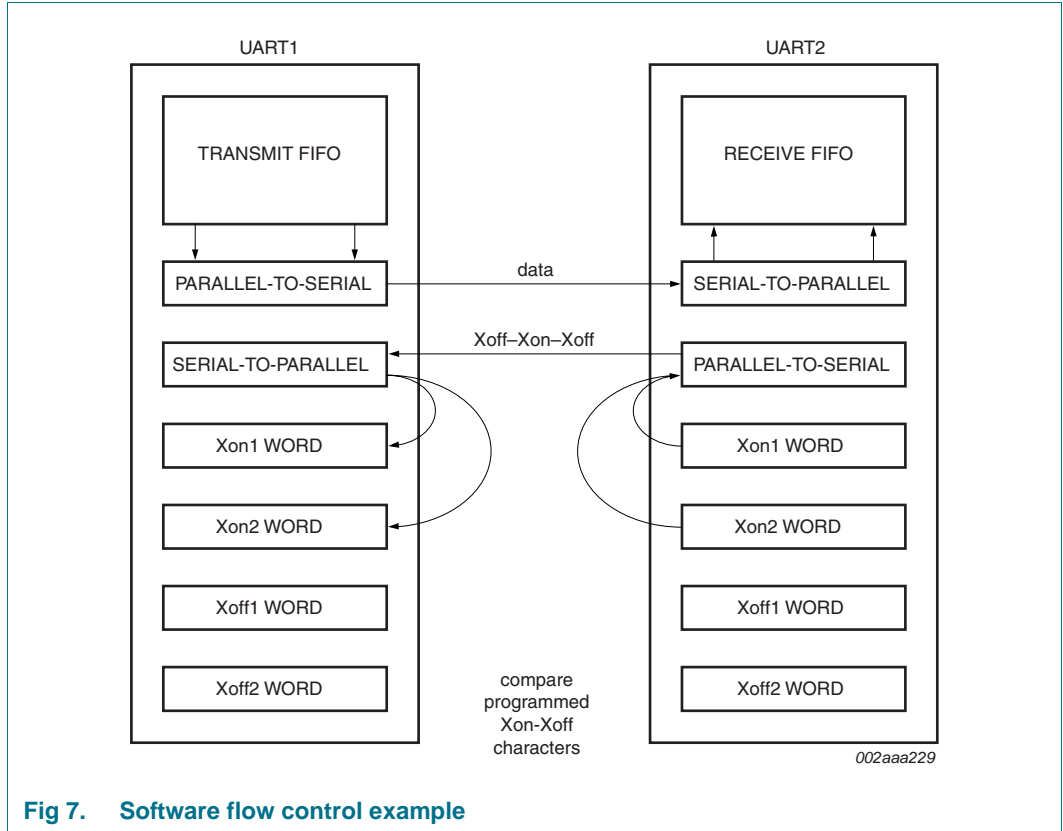 UART1
UART2
TRANSMIT FIFO
RECEIVE FIFO
PARALLEL-TO-SERIAL
data
SERIAL-TO-PARALLEL
Xoff–Xon–Xoff
SERIAL-TO-PARALLEL
PARALLEL-TO-SERIAL
Xon1 WORD
Xon1 WORD
Xon2 WORD
Xon2 WORD
Xoff1 WORD
Xoff1 WORD
Xoff2 WORD
compare
programmed
Xon-Xoff
characters
Xoff2 WORD
002aaa229
Fig 7. Software flow control example